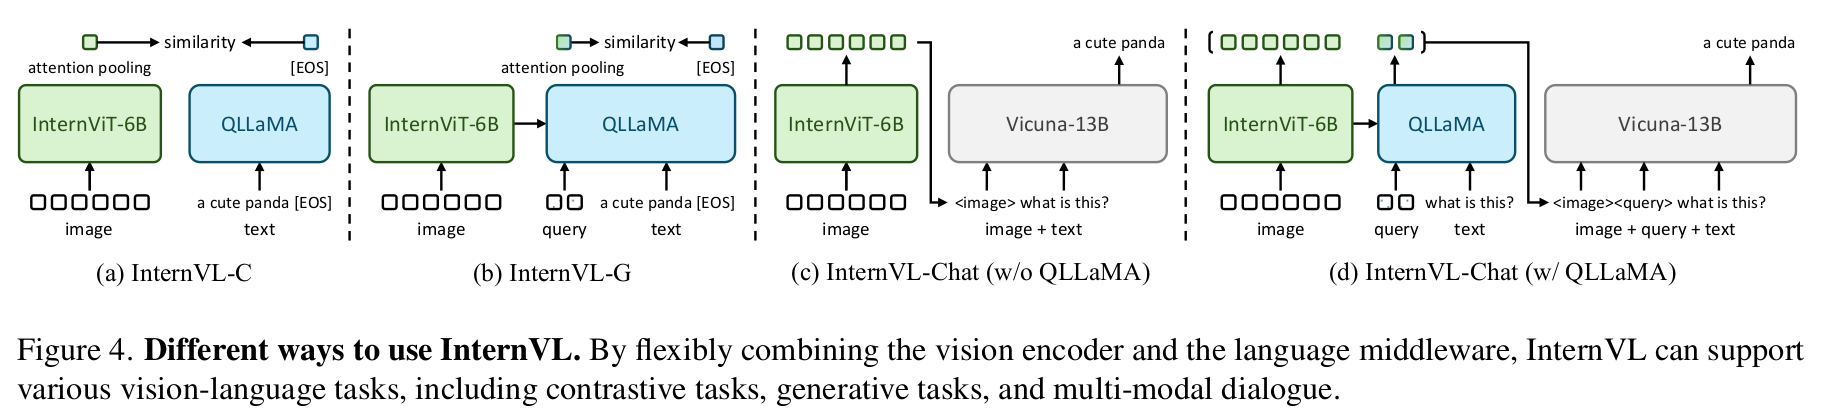 similarity
attention pooling [EOS]
InternViT-6B QLLaMA
a cute panda [EOS]
image text
(a) InternVL-C
similarity
attention pooling [EOS]
InternViT-6B QLLaMA
a cute panda [EOS]
image query text
(b) InternVL-G
a cute panda
InternViT-6B Vicuna-13B
<image> what is this?
image image + text
(c) InternVL-Chat (w/o QLLaMA)
a cute panda
InternViT-6B QLLaMA Vicuna-13B
what is this? <image><query> what is this?
image query text image + query + text
(d) InternVL-Chat (w/ QLLaMA)
Figure 4. Different ways to use InternVL. By flexibly combining the vision encoder and the language middleware, InternVL can support
various vision-language tasks, including contrastive tasks, generative tasks, and multi-modal dialogue.